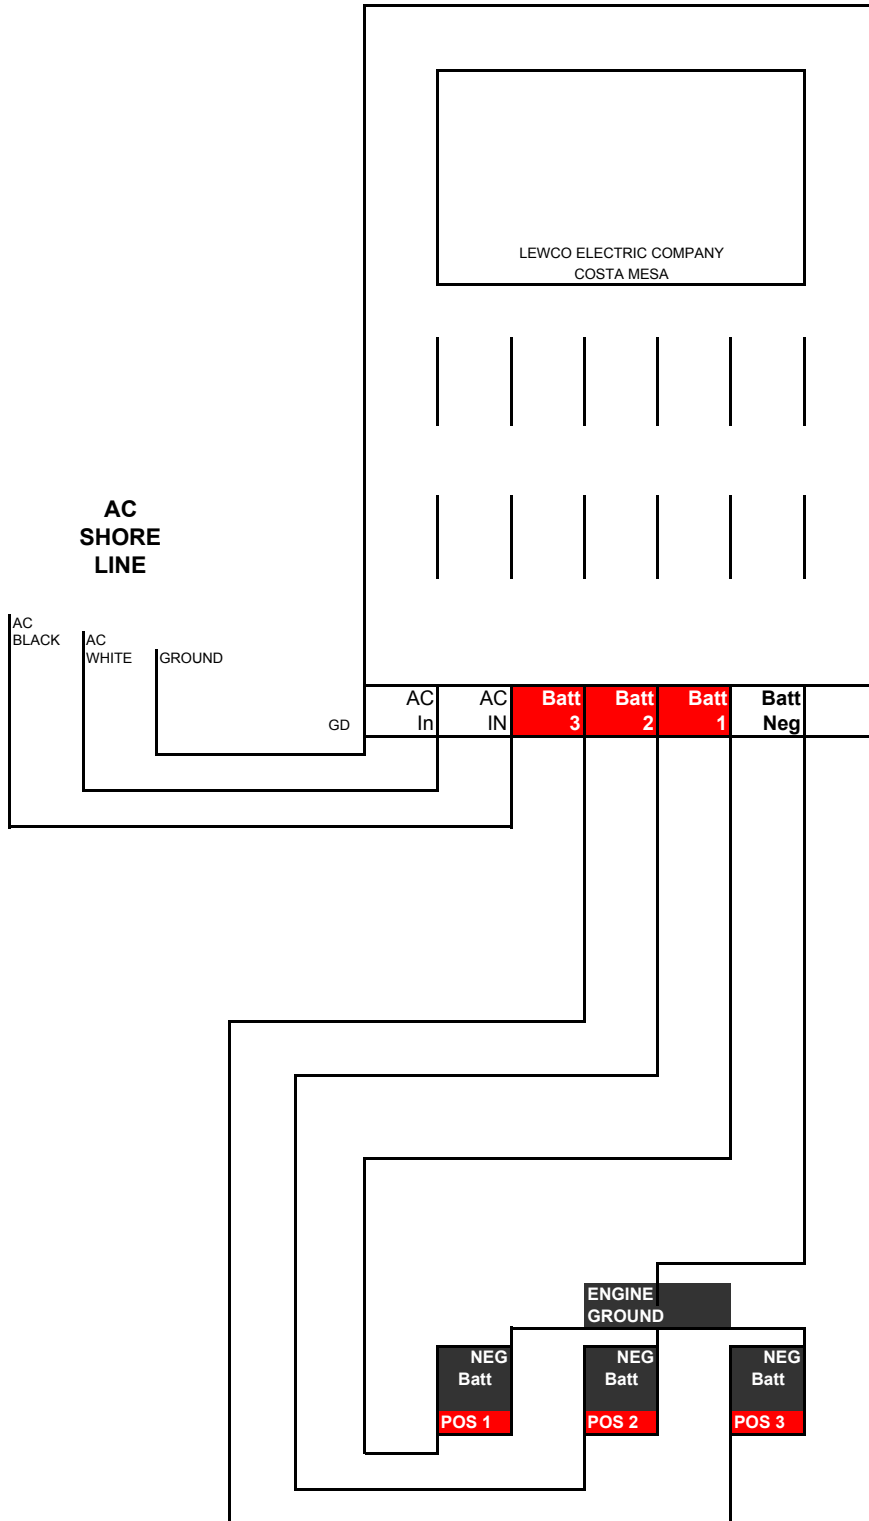 LEWCO ELECTRIC COMPANY
COSTA MESA
AC
SHORE
LINE
AC
BLACK
AC
WHITE
GROUND
GD
AC
In
AC
IN
Batt
3
Batt
2
Batt
1
Batt
Neg
ENGINE
GROUND
NEG
Batt
POS 1
NEG
Batt
POS 2
NEG
Batt
POS 3